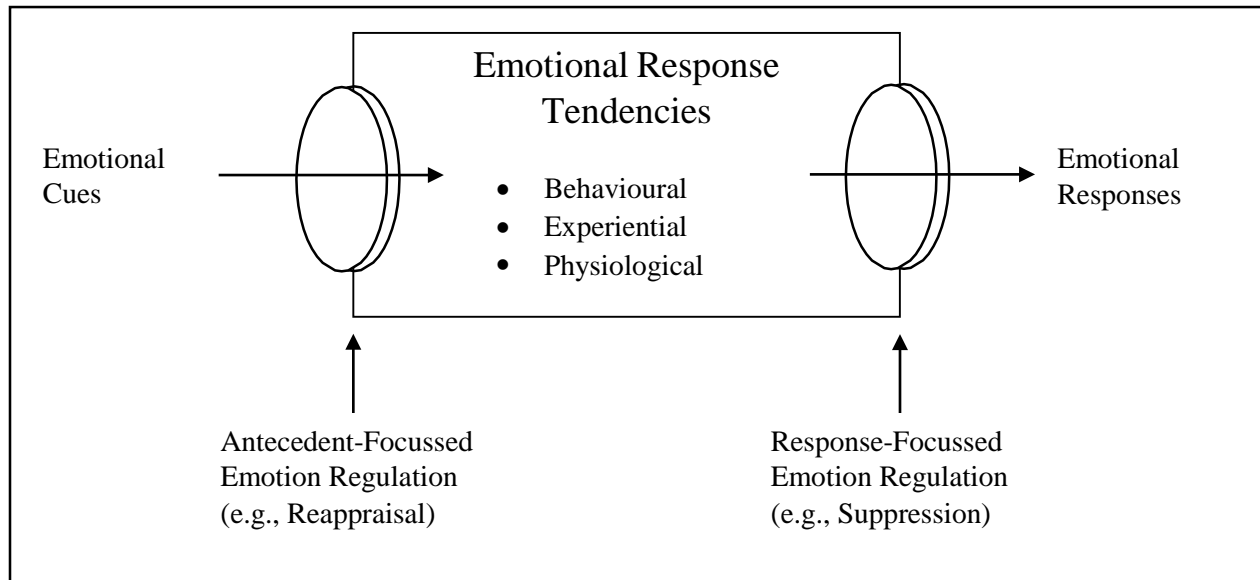 Emotional Response
Tendencies
Emotional
Cues
• Behavioural
• Experiential
• Physiological
Emotional
Responses
Antecedent-Focussed
Emotion Regulation
(e.g., Reappraisal)
Response-Focussed
Emotion Regulation
(e.g., Suppression)